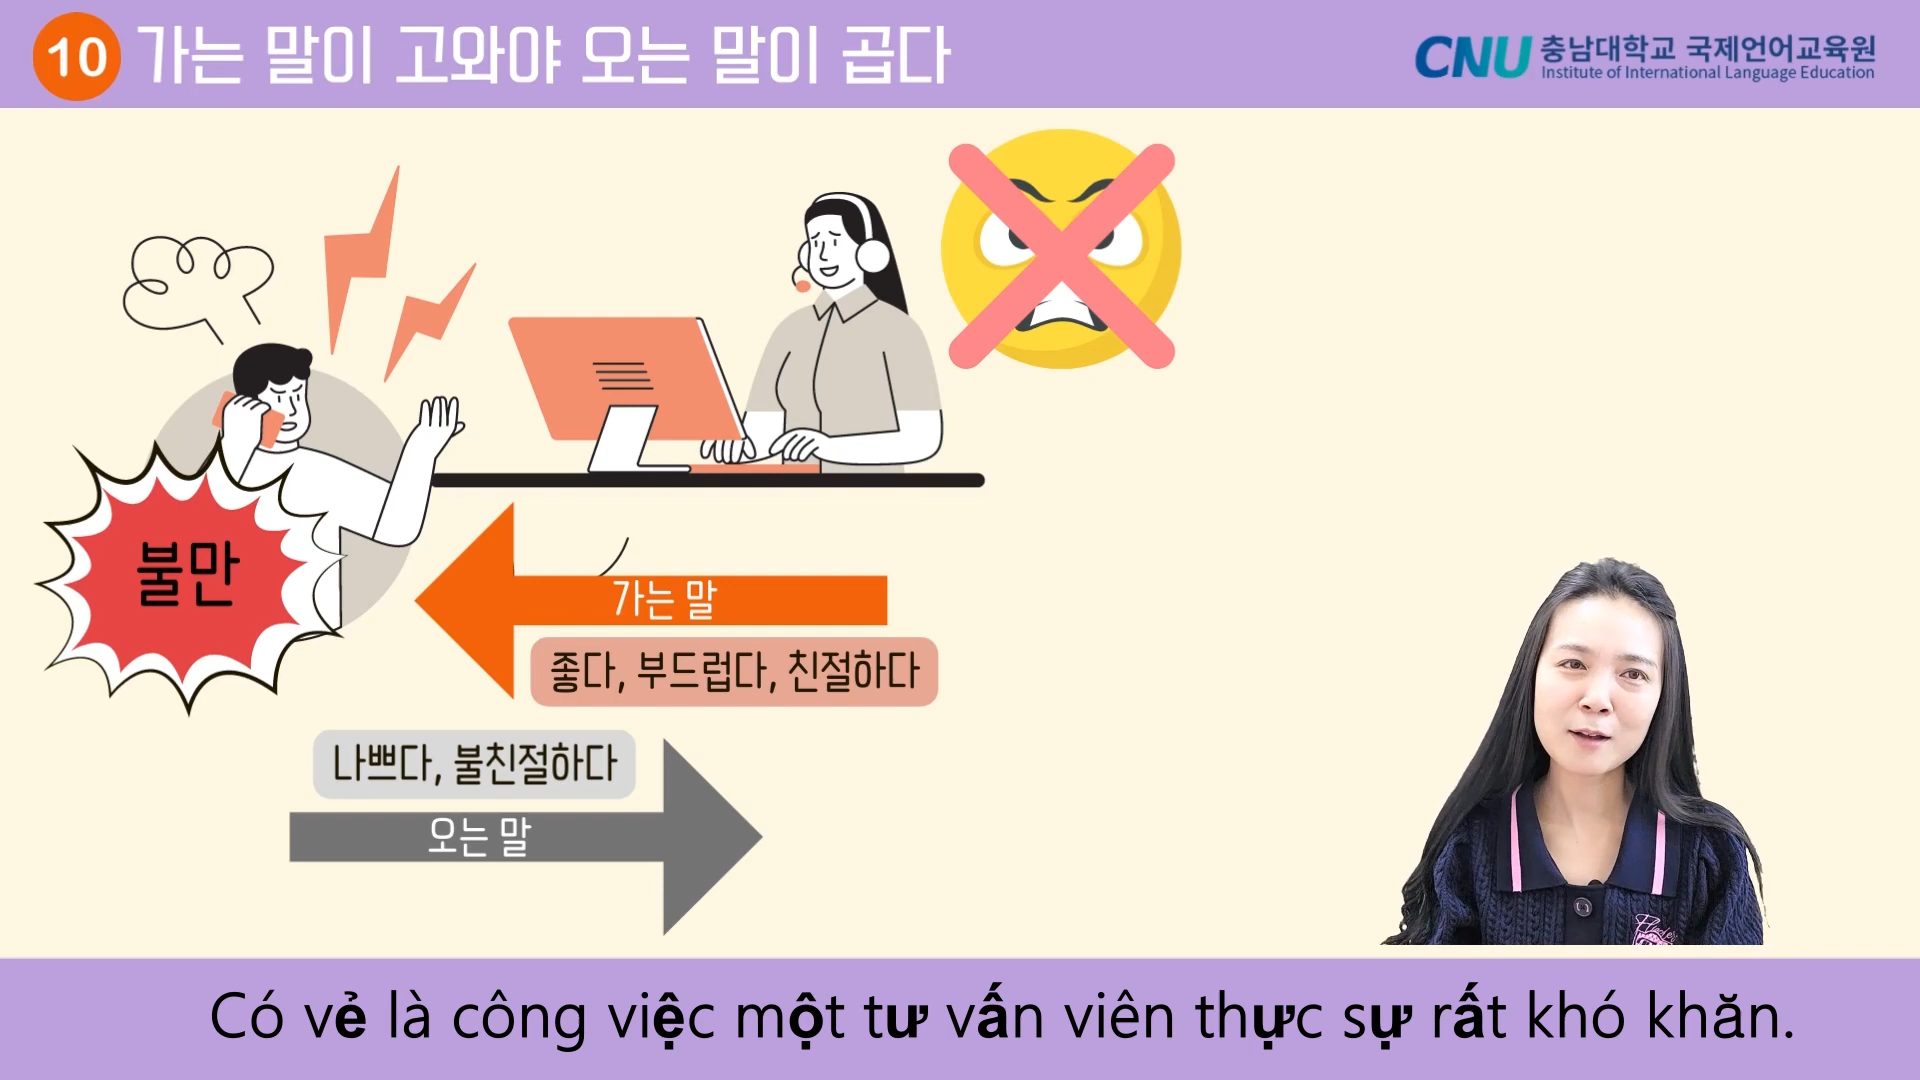 10 가는 말이 고와야 오는 말이 곱다
CNU 충남대학교 국제언어교육원
Institute of International Language Education
불만
가는 말
좋다, 부드럽다, 친절하다
나쁘다, 불친절하다
오는 말
Có vẻ là công việc một tư vấn viên thực sự rất khó khăn.